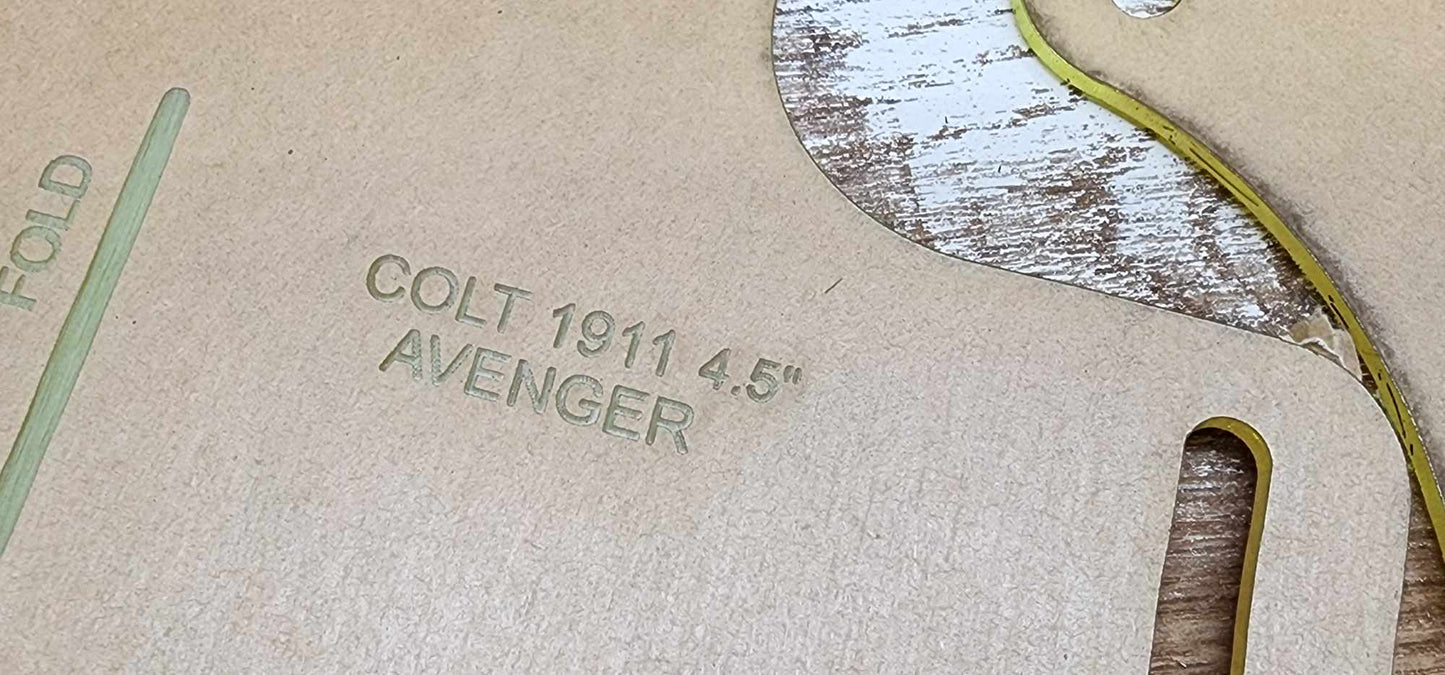 FOLD
COLT 1911 4.5"
AVENGER